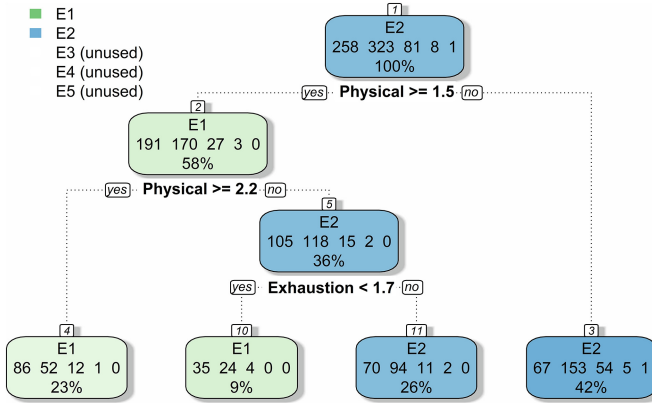 E1
E2
E3 (unused)
E4 (unused)
E5 (unused)
1
E2
258 323 81 8 1
100%
yes Physical >= 1.5 no
2
E1
191 170 27 3 0
58%
yes Physical >= 2.2 no
5
E2
105 118 15 2 0
36%
yes Exhaustion < 1.7 no
4
E1
86 52 12 1 0
23%
10
E1
35 24 4 0 0
9%
11
E2
70 94 11 2 0
26%
3
E2
67 153 54 5 1
42%